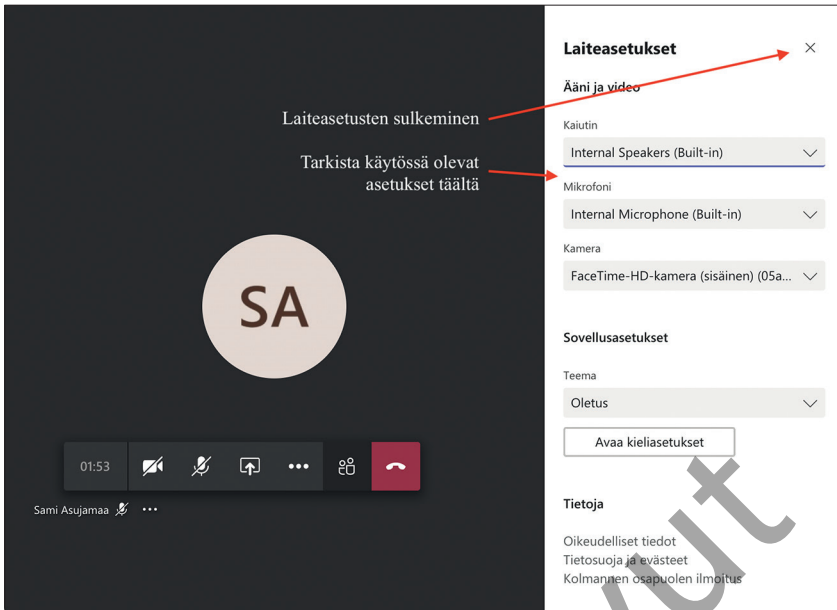 Laiteasetukset
Ääni ja video
Laiteasetusten sulkeminen
Kaiutin
Internal Speakers (Built-in)
Tarkista käytössä olevat
asetukset täältä
Mikrofoni
Internal Microphone (Built-in)
Kamera
FaceTime-HD-kamera (sisäinen) (05a...
SA
Sovellusasetukset
Teema
Oletus
Avaa kieliasetukset
01:53
Sami Asujamaa
Tietoja
Oikeudelliset tiedot
Tietosuoja ja evästeet
Kolmannen osapuolen ilmoitus